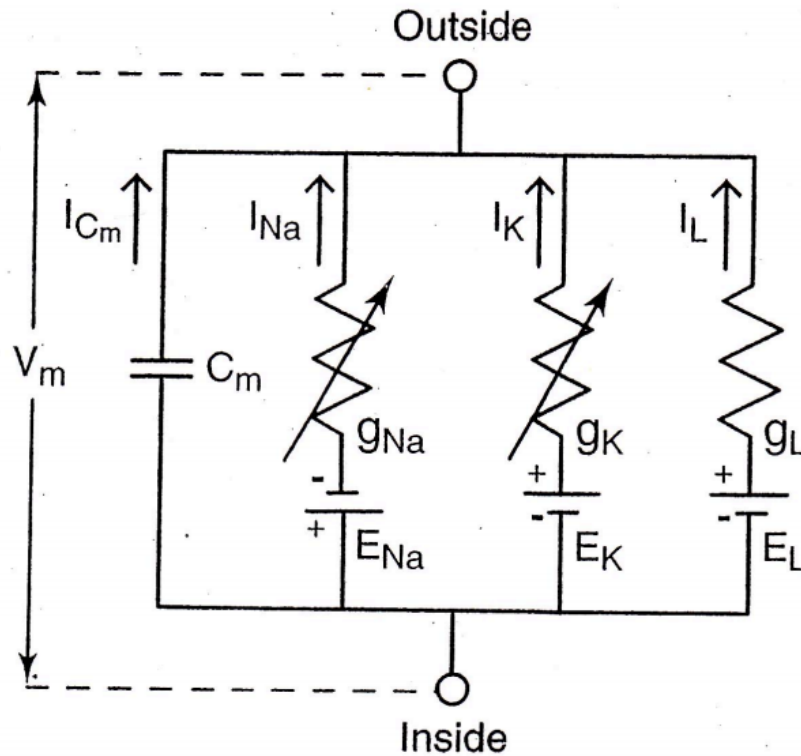 Outside
I_Cm I_Na I_K I_L
V_m C_m
g_Na g_K g_L
- + +
+ - -
E_Na E_K E_L
Inside